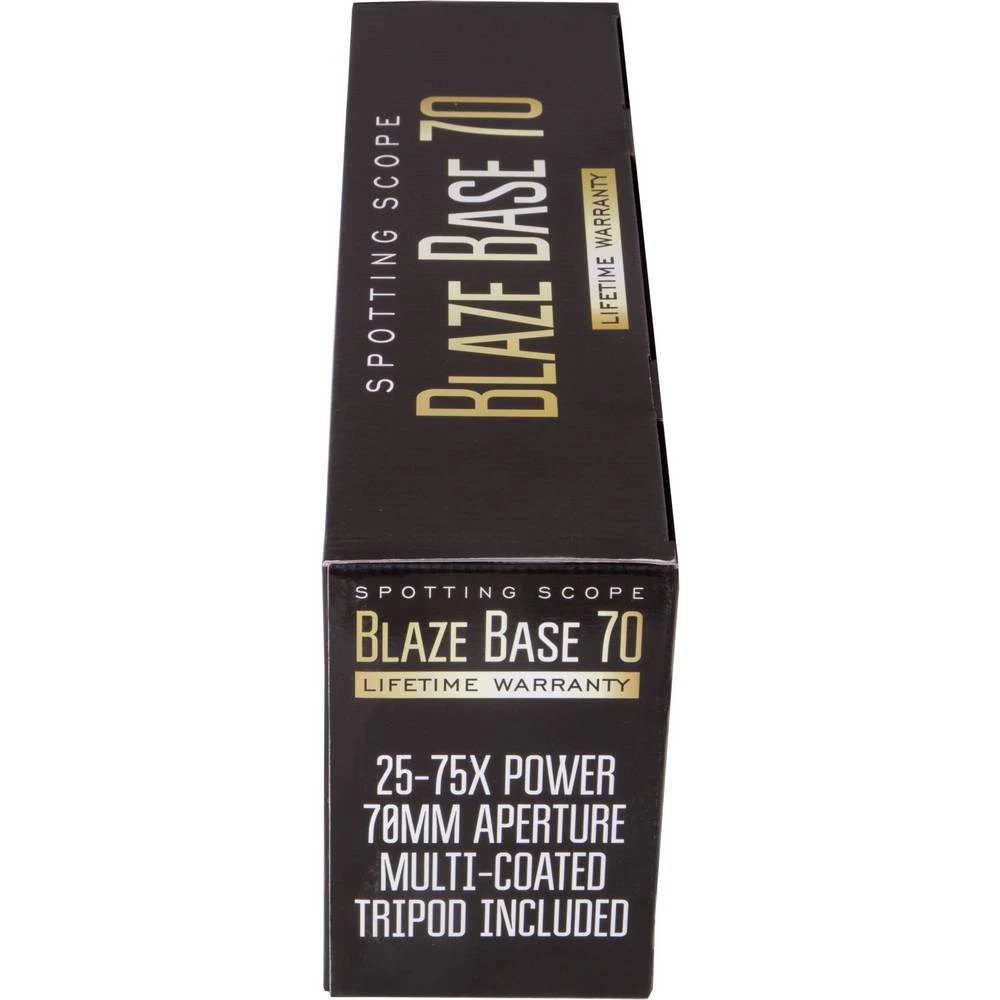 SPOTTING SCOPE
BLAZE BASE 70
LIFETIME WARRANTY
SPOTTING SCOPE
BLAZE BASE 70
LIFETIME WARRANTY
25-75X POWER
70MM APERTURE
MULTI-COATED
TRIPOD INCLUDED